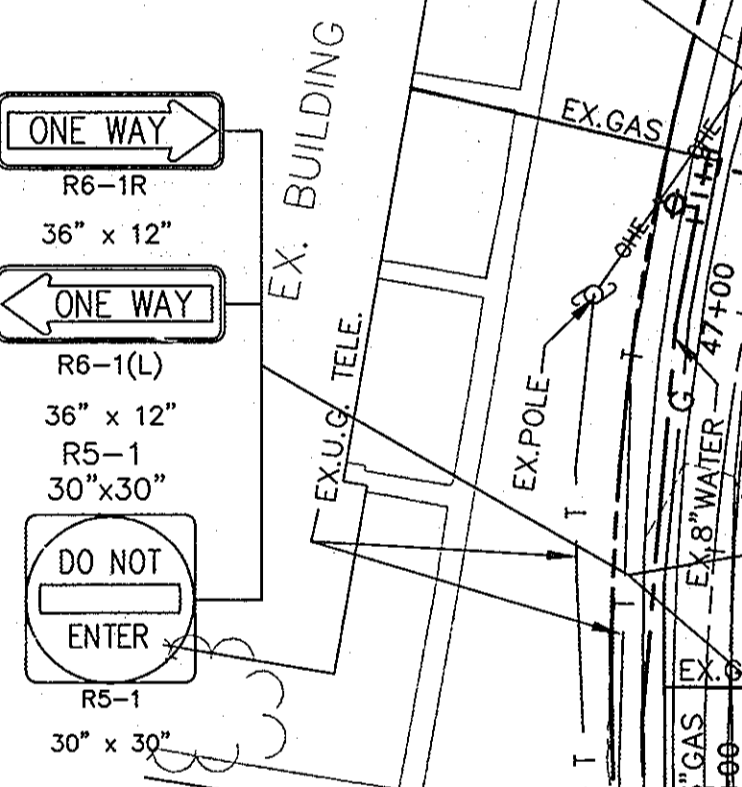 ONE WAY
R6-1R
36" x 12"
ONE WAY
R6-1(L)
36" x 12"
R5-1
30"x30"
DO NOT
ENTER
R5-1
30" x 30"
EX. BUILDING
EX.U.G. TELE.
EX.GAS
OHE
OHE
EX.POLE
47+00
EX.8"WATER
G
T
T
T
T
EX.G
"GAS
00